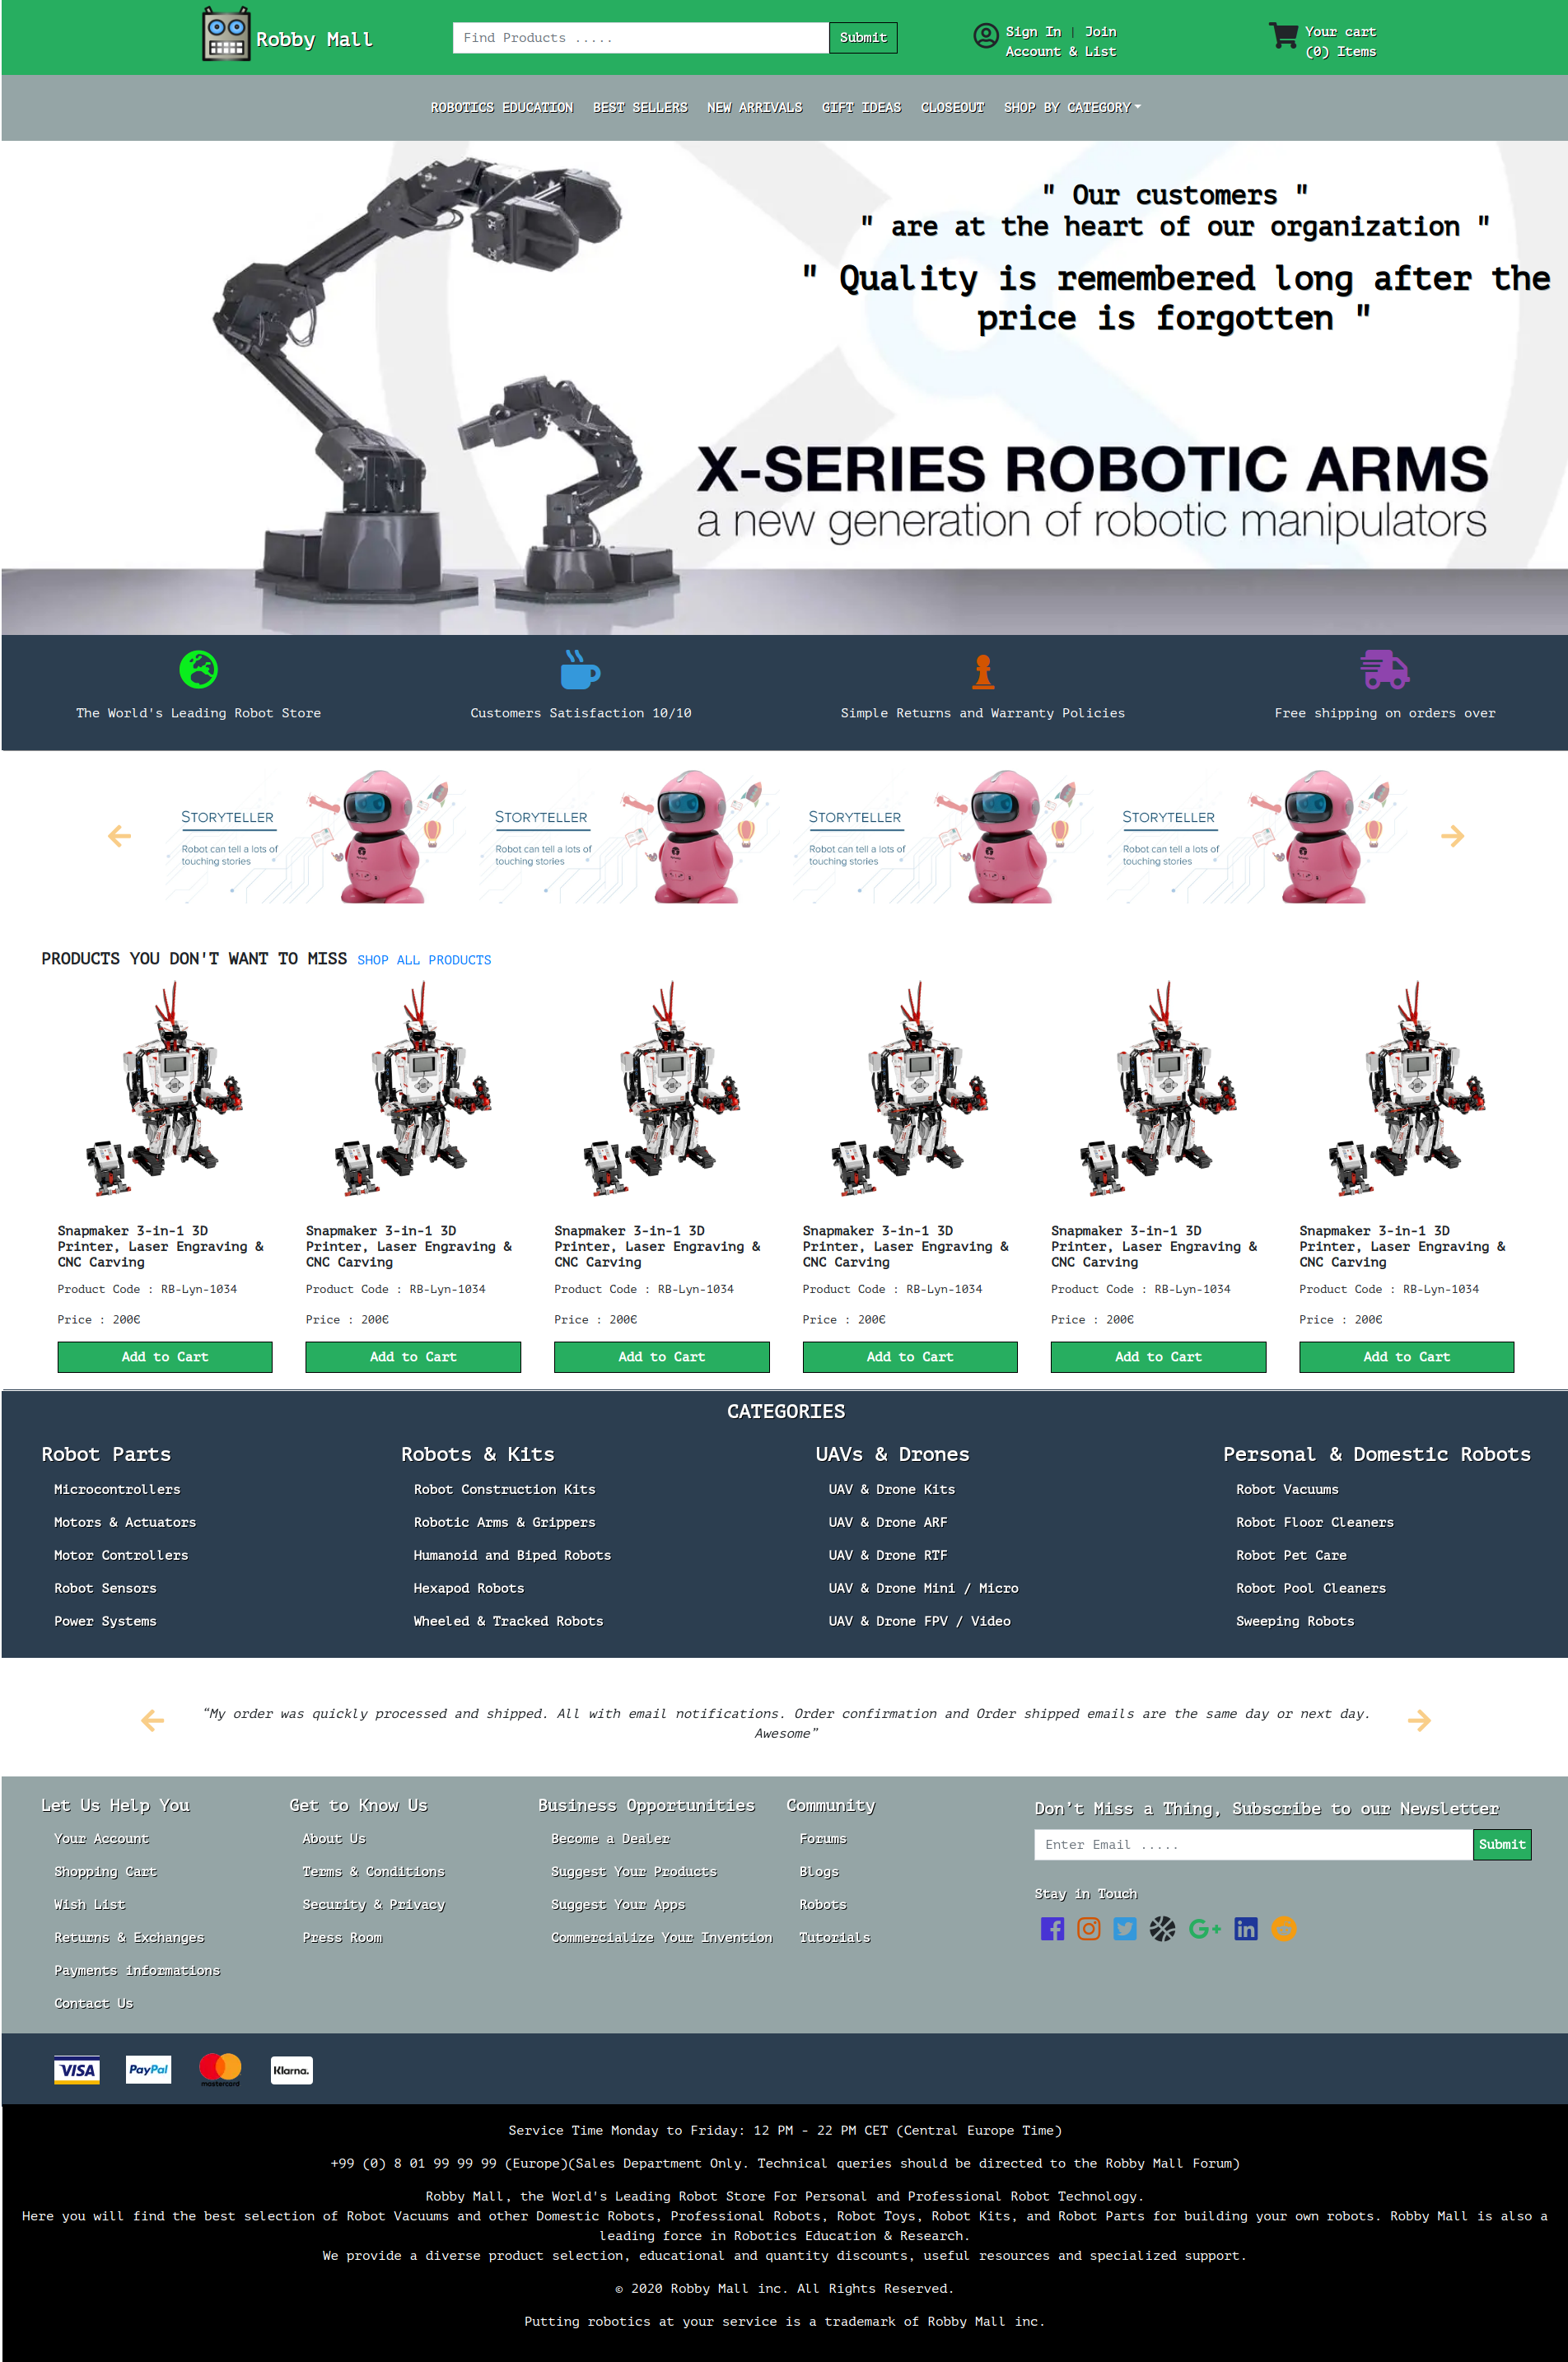 Robby Mall
Find Products .....
Submit
Sign In | Join
Account & List
Your cart
(0) Items
ROBOTICS EDUCATION BEST SELLERS NEW ARRIVALS GIFT IDEAS CLOSEOUT SHOP BY CATEGORY
" Our customers "
" are at the heart of our organization "
" Quality is remembered long after the
price is forgotten "
X-SERIES ROBOTIC ARMS
a new generation of robotic manipulators
The World's Leading Robot Store
Customers Satisfaction 10/10
Simple Returns and Warranty Policies
Free shipping on orders over
STORYTELLER
Robot can tell a lots of
touching stories
STORYTELLER
Robot can tell a lots of
touching stories
STORYTELLER
Robot can tell a lots of
touching stories
STORYTELLER
Robot can tell a lots of
touching stories
PRODUCTS YOU DON'T WANT TO MISS SHOP ALL PRODUCTS
Snapmaker 3-in-1 3D
Printer, Laser Engraving &
CNC Carving
Product Code : RB-Lyn-1034
Price : 200€
Add to Cart
Snapmaker 3-in-1 3D
Printer, Laser Engraving &
CNC Carving
Product Code : RB-Lyn-1034
Price : 200€
Add to Cart
Snapmaker 3-in-1 3D
Printer, Laser Engraving &
CNC Carving
Product Code : RB-Lyn-1034
Price : 200€
Add to Cart
Snapmaker 3-in-1 3D
Printer, Laser Engraving &
CNC Carving
Product Code : RB-Lyn-1034
Price : 200€
Add to Cart
Snapmaker 3-in-1 3D
Printer, Laser Engraving &
CNC Carving
Product Code : RB-Lyn-1034
Price : 200€
Add to Cart
Snapmaker 3-in-1 3D
Printer, Laser Engraving &
CNC Carving
Product Code : RB-Lyn-1034
Price : 200€
Add to Cart
CATEGORIES
Robot Parts
Microcontrollers
Motors & Actuators
Motor Controllers
Robot Sensors
Power Systems
Robots & Kits
Robot Construction Kits
Robotic Arms & Grippers
Humanoid and Biped Robots
Hexapod Robots
Wheeled & Tracked Robots
UAVs & Drones
UAV & Drone Kits
UAV & Drone ARF
UAV & Drone RTF
UAV & Drone Mini / Micro
UAV & Drone FPV / Video
Personal & Domestic Robots
Robot Vacuums
Robot Floor Cleaners
Robot Pet Care
Robot Pool Cleaners
Sweeping Robots
“My order was quickly processed and shipped. All with email notifications. Order confirmation and Order shipped emails are the same day or next day.
Awesome”
Let Us Help You
Your Account
Shopping Cart
Wish List
Returns & Exchanges
Payments informations
Contact Us
Get to Know Us
About Us
Terms & Conditions
Security & Privacy
Press Room
Business Opportunities
Become a Dealer
Suggest Your Products
Suggest Your Apps
Commercialize Your Invention
Community
Forums
Blogs
Robots
Tutorials
Don’t Miss a Thing, Subscribe to our Newsletter
Enter Email .....
Submit
Stay in Touch
VISA
PayPal
mastercard
Klarna.
Service Time Monday to Friday: 12 PM - 22 PM CET (Central Europe Time)
+99 (0) 8 01 99 99 99 (Europe)(Sales Department Only. Technical queries should be directed to the Robby Mall Forum)
Robby Mall, the World's Leading Robot Store For Personal and Professional Robot Technology.
Here you will find the best selection of Robot Vacuums and other Domestic Robots, Professional Robots, Robot Toys, Robot Kits, and Robot Parts for building your own robots. Robby Mall is also a
leading force in Robotics Education & Research.
We provide a diverse product selection, educational and quantity discounts, useful resources and specialized support.
© 2020 Robby Mall inc. All Rights Reserved.
Putting robotics at your service is a trademark of Robby Mall inc.